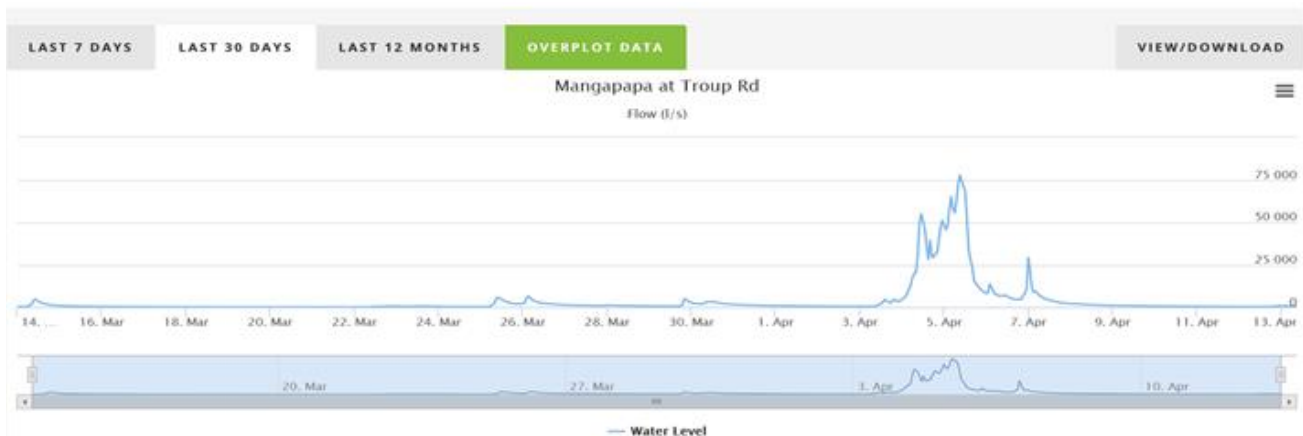 LAST 7 DAYS LAST 30 DAYS LAST 12 MONTHS OVERPLOT DATA VIEW/DOWNLOAD
Mangapapa at Troup Rd
Flow (l/s)
75 000
50 000
25 000
0
14. ... 16. Mar 18. Mar 20. Mar 22. Mar 24. Mar 26. Mar 28. Mar 30. Mar 1. Apr 3. Apr 5. Apr 7. Apr 9. Apr 11. Apr 13. Apr
20. Mar 27. Mar 3. Apr 10. Apr
Water Level